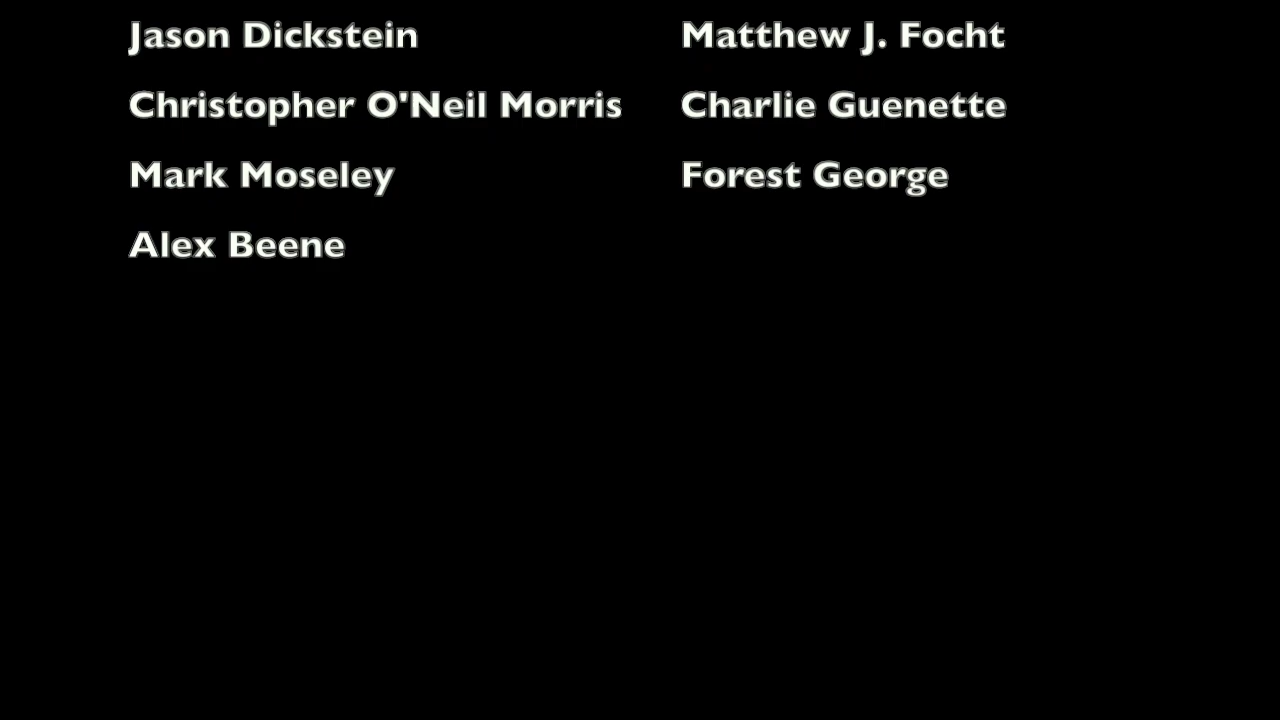 Jason Dickstein
Matthew J. Focht
Christopher O'Neil Morris
Charlie Guenette
Mark Moseley
Forest George
Alex Beene